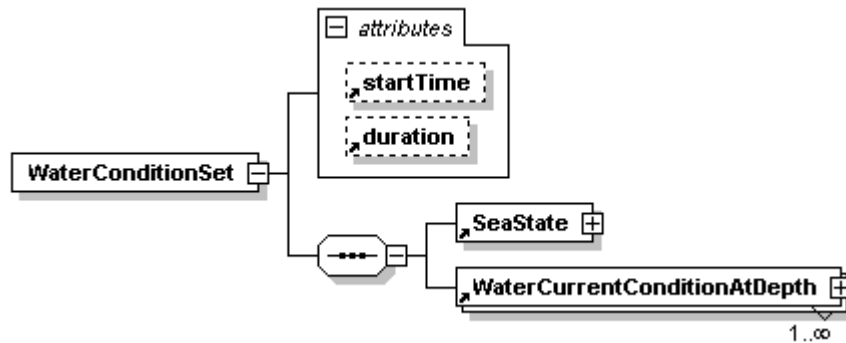 attributes
startTime
duration
WaterConditionSet
SeaState
WaterCurrentConditionAtDepth
1..∞